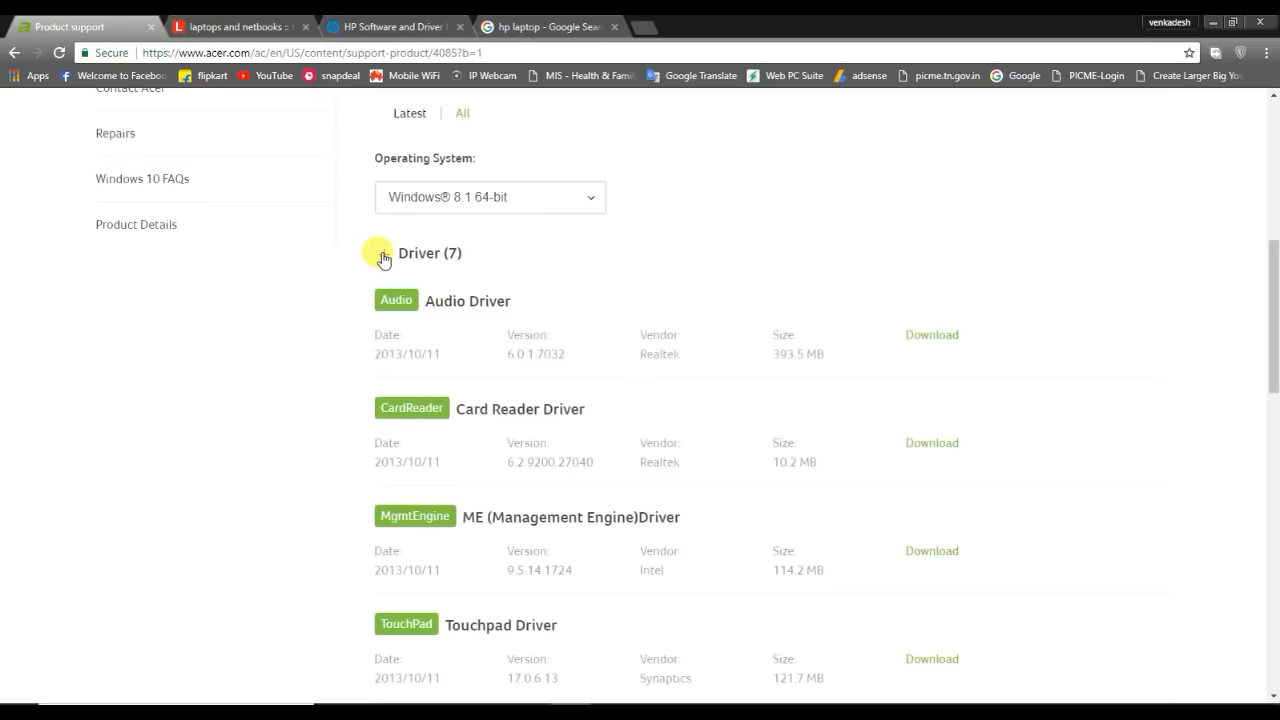 Product support
laptops and netbooks ::
HP Software and Driver
hp laptop - Google Sear
venkadesh
Secure
https://www.acer.com/ac/en/US/content/support-product/4085?b=1
Apps
Welcome to Faceboo
flipkart
YouTube
snapdeal
Mobile WiFi
IP Webcam
MIS - Health & Fami
Google Translate
Web PC Suite
adsense
picme.tn.gov.in
Google
PICME-Login
Create Larger Big Yo
Contact Acer
Repairs
Windows 10 FAQs
Product Details
Latest | All
Operating System:
Windows® 8.1 64-bit
Driver (7)
Audio Audio Driver
Date: Version: Vendor: Size: Download
2013/10/11 6.0.1.7032 Realtek 393.5 MB
CardReader Card Reader Driver
Date: Version: Vendor: Size: Download
2013/10/11 6.2.9200.27040 Realtek 10.2 MB
MgmtEngine ME (Management Engine)Driver
Date: Version: Vendor: Size: Download
2013/10/11 9.5.14.1724 Intel 114.2 MB
TouchPad Touchpad Driver
Date: Version: Vendor: Size: Download
2013/10/11 17.0.6.13 Synaptics 121.7 MB